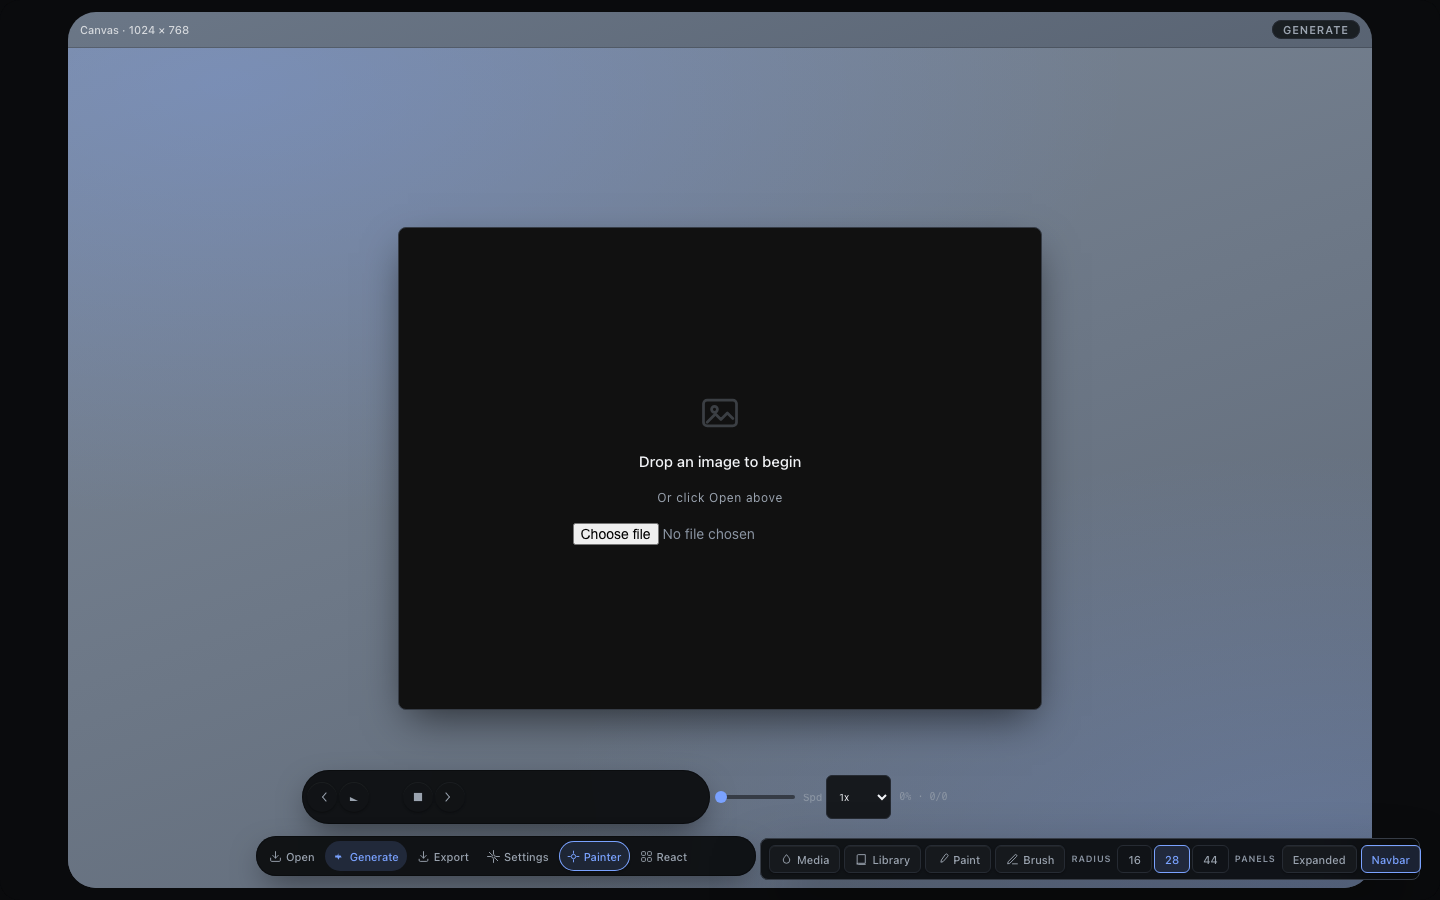 Canvas · 1024 × 768
GENERATE
Drop an image to begin
Or click Open above
Choose file No file chosen
Spd 1x 0% · 0/0
Open Generate Export Settings Painter React
Media Library Paint Brush RADIUS 16 28 44 PANELS Expanded Navbar